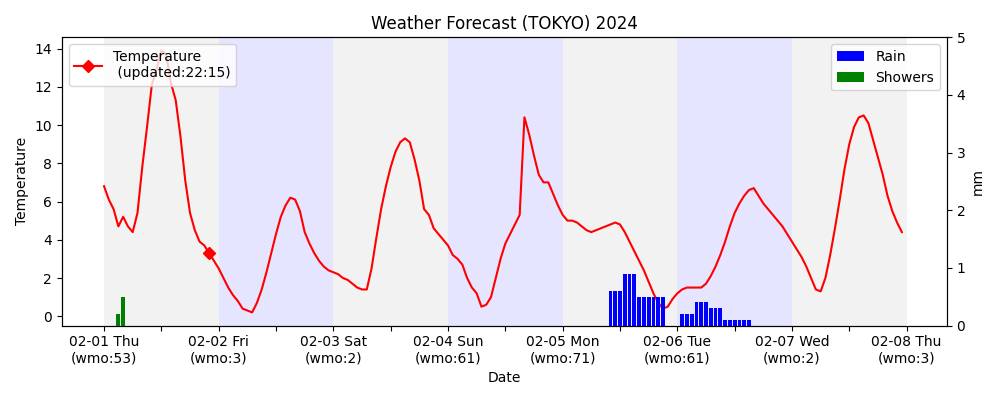 Weather Forecast (TOKYO) 2024
Temperature
(updated:22:15)
Rain
Showers
Temperature
14
12
10
8
6
4
2
0
5
4
3
2
1
0
mm
02-01 Thu
(wmo:53)
02-02 Fri
(wmo:3)
02-03 Sat
(wmo:2)
02-04 Sun
(wmo:61)
02-05 Mon
(wmo:71)
02-06 Tue
(wmo:61)
02-07 Wed
(wmo:2)
02-08 Thu
(wmo:3)
Date